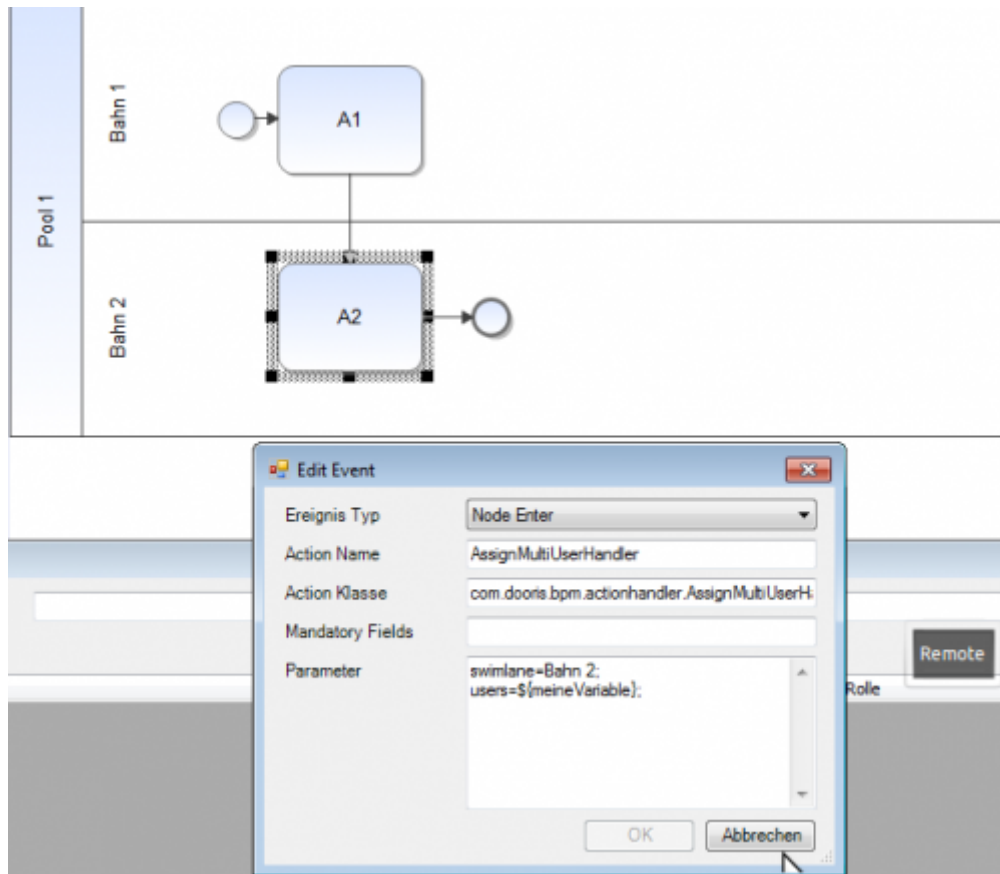 Pool 1
Bahn 1
A1
Bahn 2
A2
Edit Event
Ereignis Typ
Node Enter
Action Name
AssignMultiUserHandler
Action Klasse
com.dooris.bpm.actionhandler.AssignMultiUserH
Mandatory Fields
Parameter
swimlane=Bahn 2;
users=${meineVariable};
Remote
Rolle
OK
Abbrechen